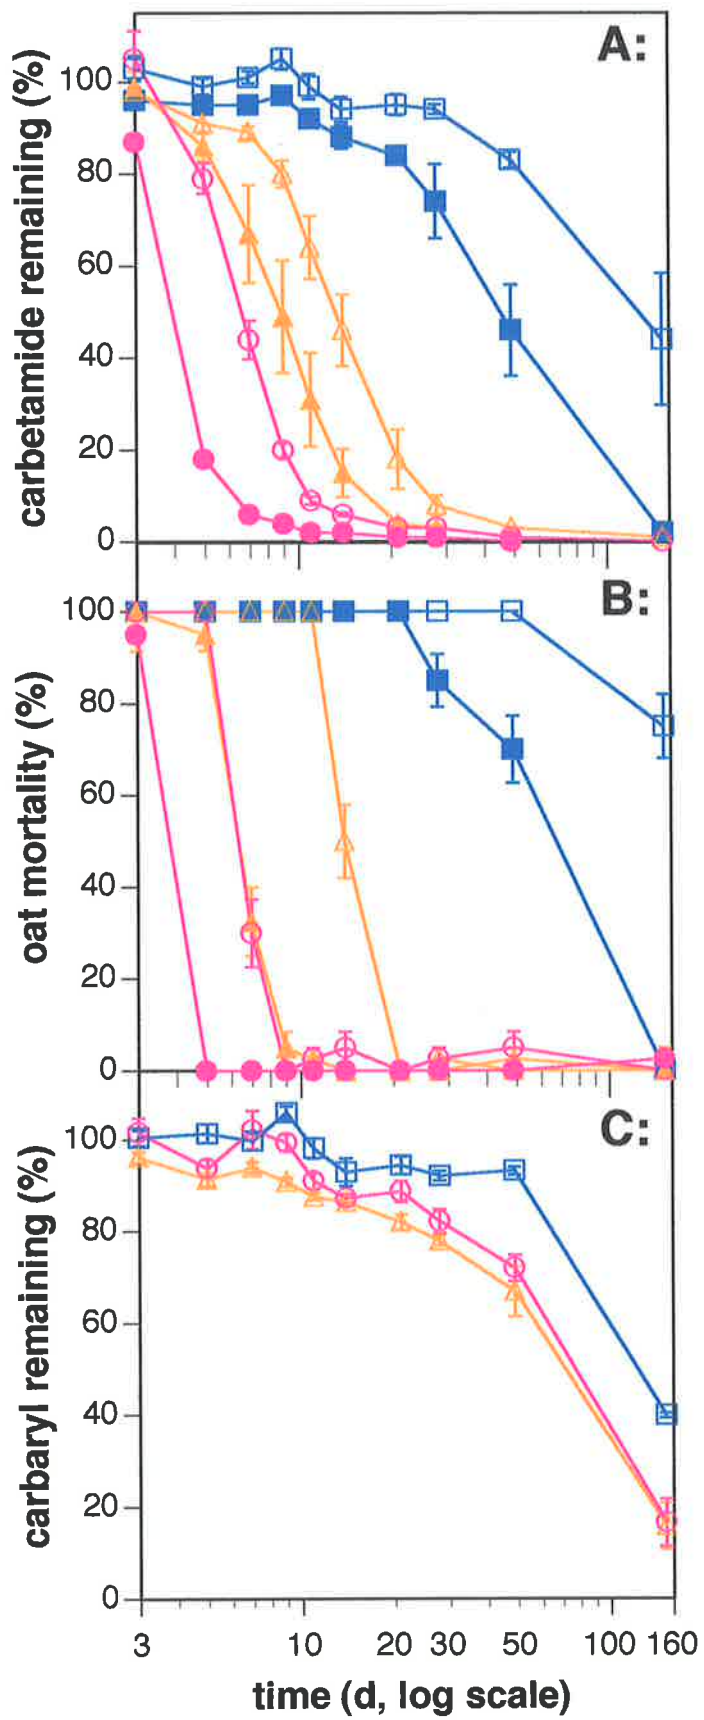 A:
carbetamide remaining (%)
100
80
60
40
20
0
B:
oat mortality (%)
100
80
60
40
20
0
C:
carbaryl remaining (%)
100
80
60
40
20
0
3 10 20 30 50 100 160
time (d, log scale)